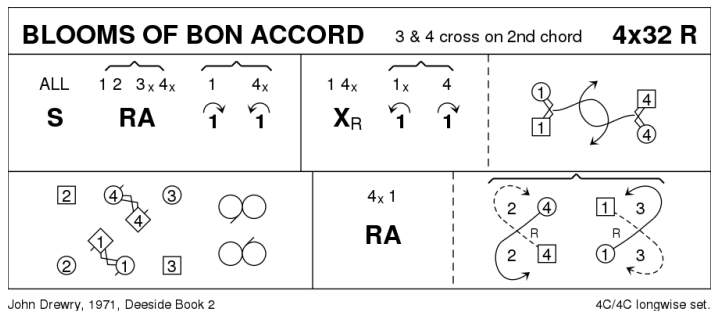 BLOOMS OF BON ACCORD 3 & 4 cross on 2nd chord 4x32 R
ALL 1 2 3x 4x 1 4x 1 4x 1x 4
S RA 1 1 XR 1 1
1 4
1 4
2 4 3
4
1
2 1 3
4x 1
RA
2 4 1 3
R R
2 4 1 3
John Drewry, 1971, Deeside Book 2 4C/4C longwise set.